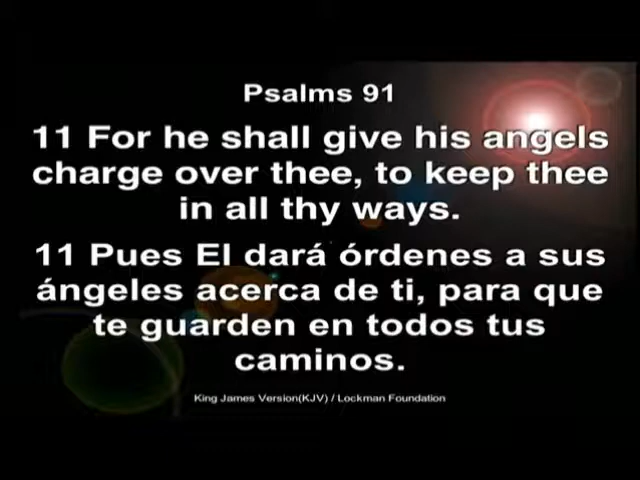 Psalms 91
11 For he shall give his angels
charge over thee, to keep thee
in all thy ways.
11 Pues El dará órdenes a sus
ángeles acerca de ti, para que
te guarden en todos tus
caminos.
King James Version(KJV) / Lockman Foundation